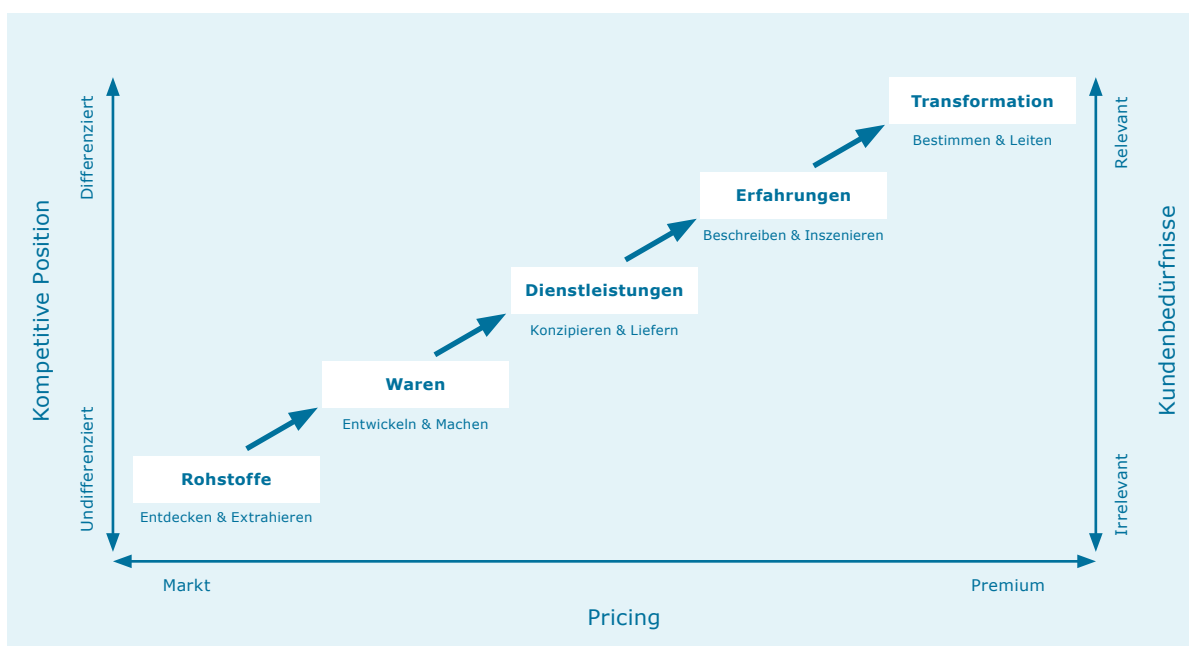 Transformation
Bestimmen & Leiten
Erfahrungen
Beschreiben & Inszenieren
Dienstleistungen
Konzipieren & Liefern
Waren
Entwickeln & Machen
Rohstoffe
Entdecken & Extrahieren
Kompetitive Position
Differenziert
Undifferenziert
Kundenbedürfnisse
Relevant
Irrelevant
Markt
Premium
Pricing